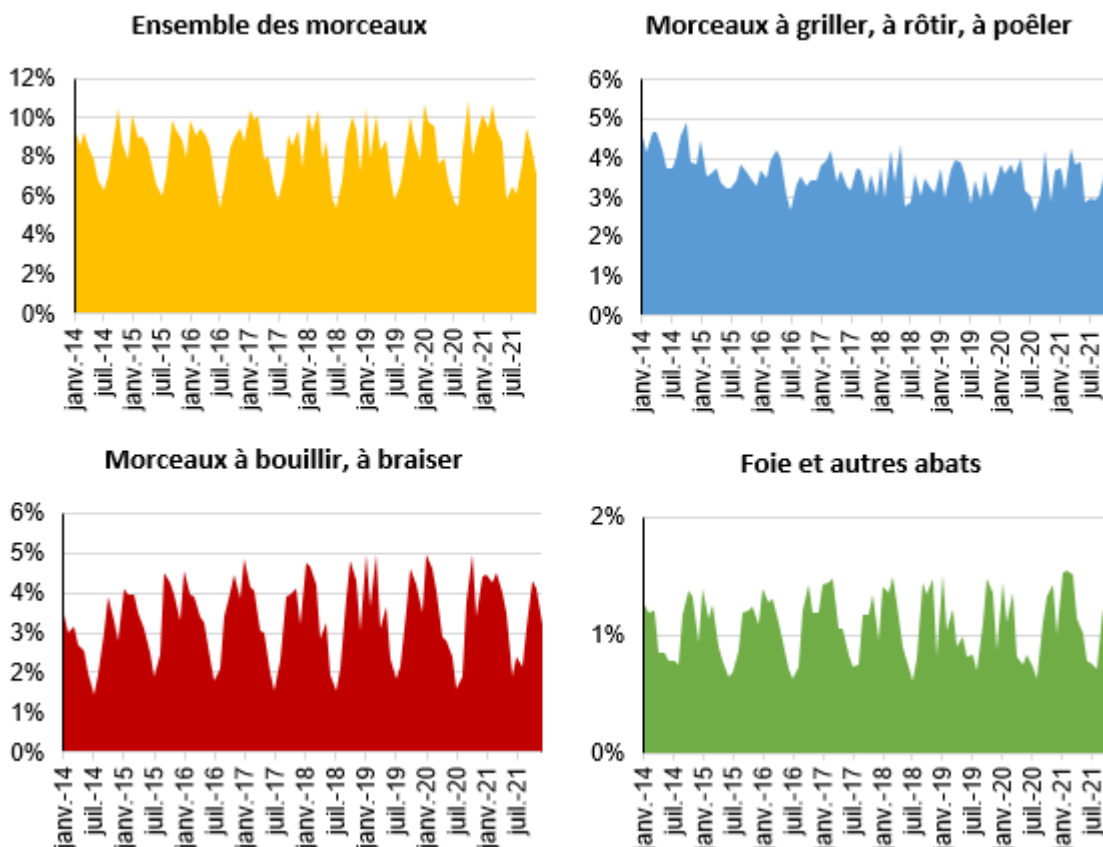 Ensemble des morceaux
12%
10%
8%
6%
4%
2%
0%
janv.-14
juil.-14
janv.-15
juil.-15
janv.-16
juil.-16
janv.-17
juil.-17
janv.-18
juil.-18
janv.-19
juil.-19
janv.-20
juil.-20
janv.-21
juil.-21
Morceaux à griller, à rôtir, à poêler
6%
5%
4%
3%
2%
1%
0%
janv.-14
juil.-14
janv.-15
juil.-15
janv.-16
juil.-16
janv.-17
juil.-17
janv.-18
juil.-18
janv.-19
juil.-19
janv.-20
juil.-20
janv.-21
juil.-21
Morceaux à bouillir, à braiser
6%
5%
4%
3%
2%
1%
0%
janv.-14
juil.-14
janv.-15
juil.-15
janv.-16
juil.-16
janv.-17
juil.-17
janv.-18
juil.-18
janv.-19
juil.-19
janv.-20
juil.-20
janv.-21
juil.-21
Foie et autres abats
2%
1%
0%
janv.-14
juil.-14
janv.-15
juil.-15
janv.-16
juil.-16
janv.-17
juil.-17
janv.-18
juil.-18
janv.-19
juil.-19
janv.-20
juil.-20
janv.-21
juil.-21